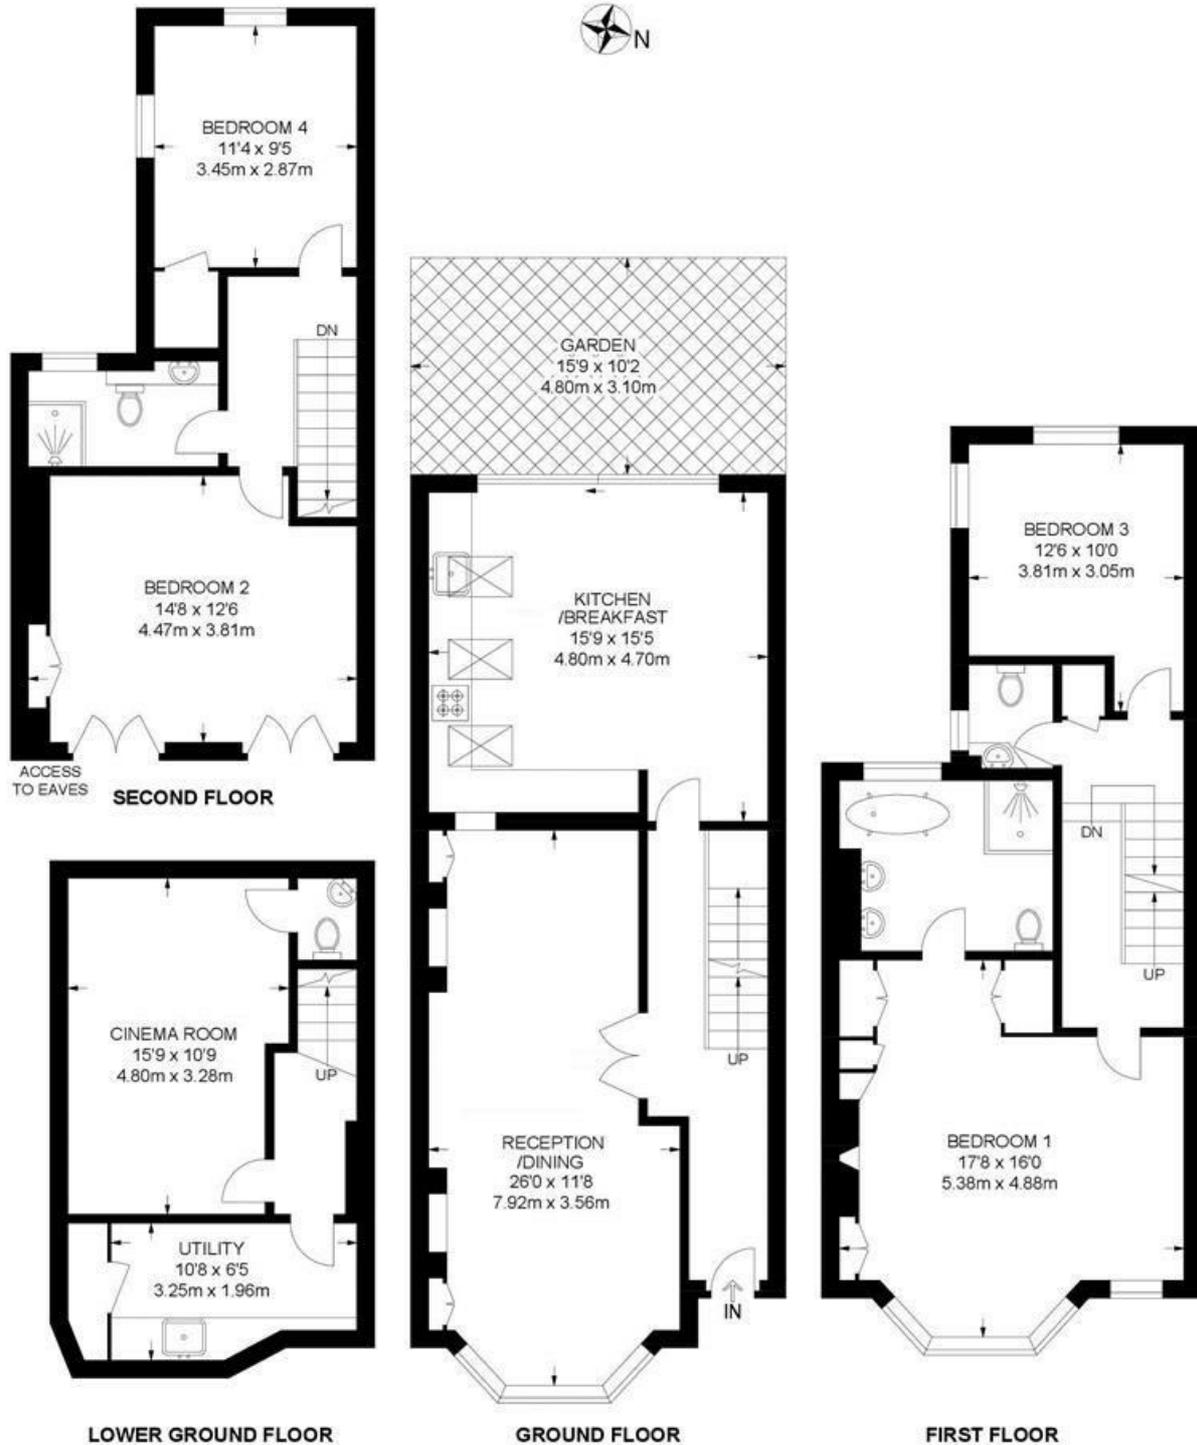 N
BEDROOM 4
11'4 x 9'5
3.45m x 2.87m
DN
BEDROOM 2
14'8 x 12'6
4.47m x 3.81m
ACCESS
TO EAVES
SECOND FLOOR
GARDEN
15'9 x 10'2
4.80m x 3.10m
KITCHEN
/BREAKFAST
15'9 x 15'5
4.80m x 4.70m
UP
RECEPTION
/DINING
26'0 x 11'8
7.92m x 3.56m
IN
GROUND FLOOR
BEDROOM 3
12'6 x 10'0
3.81m x 3.05m
DN
UP
BEDROOM 1
17'8 x 16'0
5.38m x 4.88m
FIRST FLOOR
CINEMA ROOM
15'9 x 10'9
4.80m x 3.28m
UP
UTILITY
10'8 x 6'5
3.25m x 1.96m
LOWER GROUND FLOOR